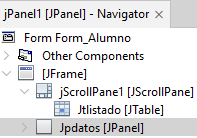 jPanel1 [JPanel] - Navigator
Form Form_Alumno
Other Components
[JFrame]
jScrollPane1 [JScrollPane]
Jtlistado [JTable]
Jpdatos [JPanel]